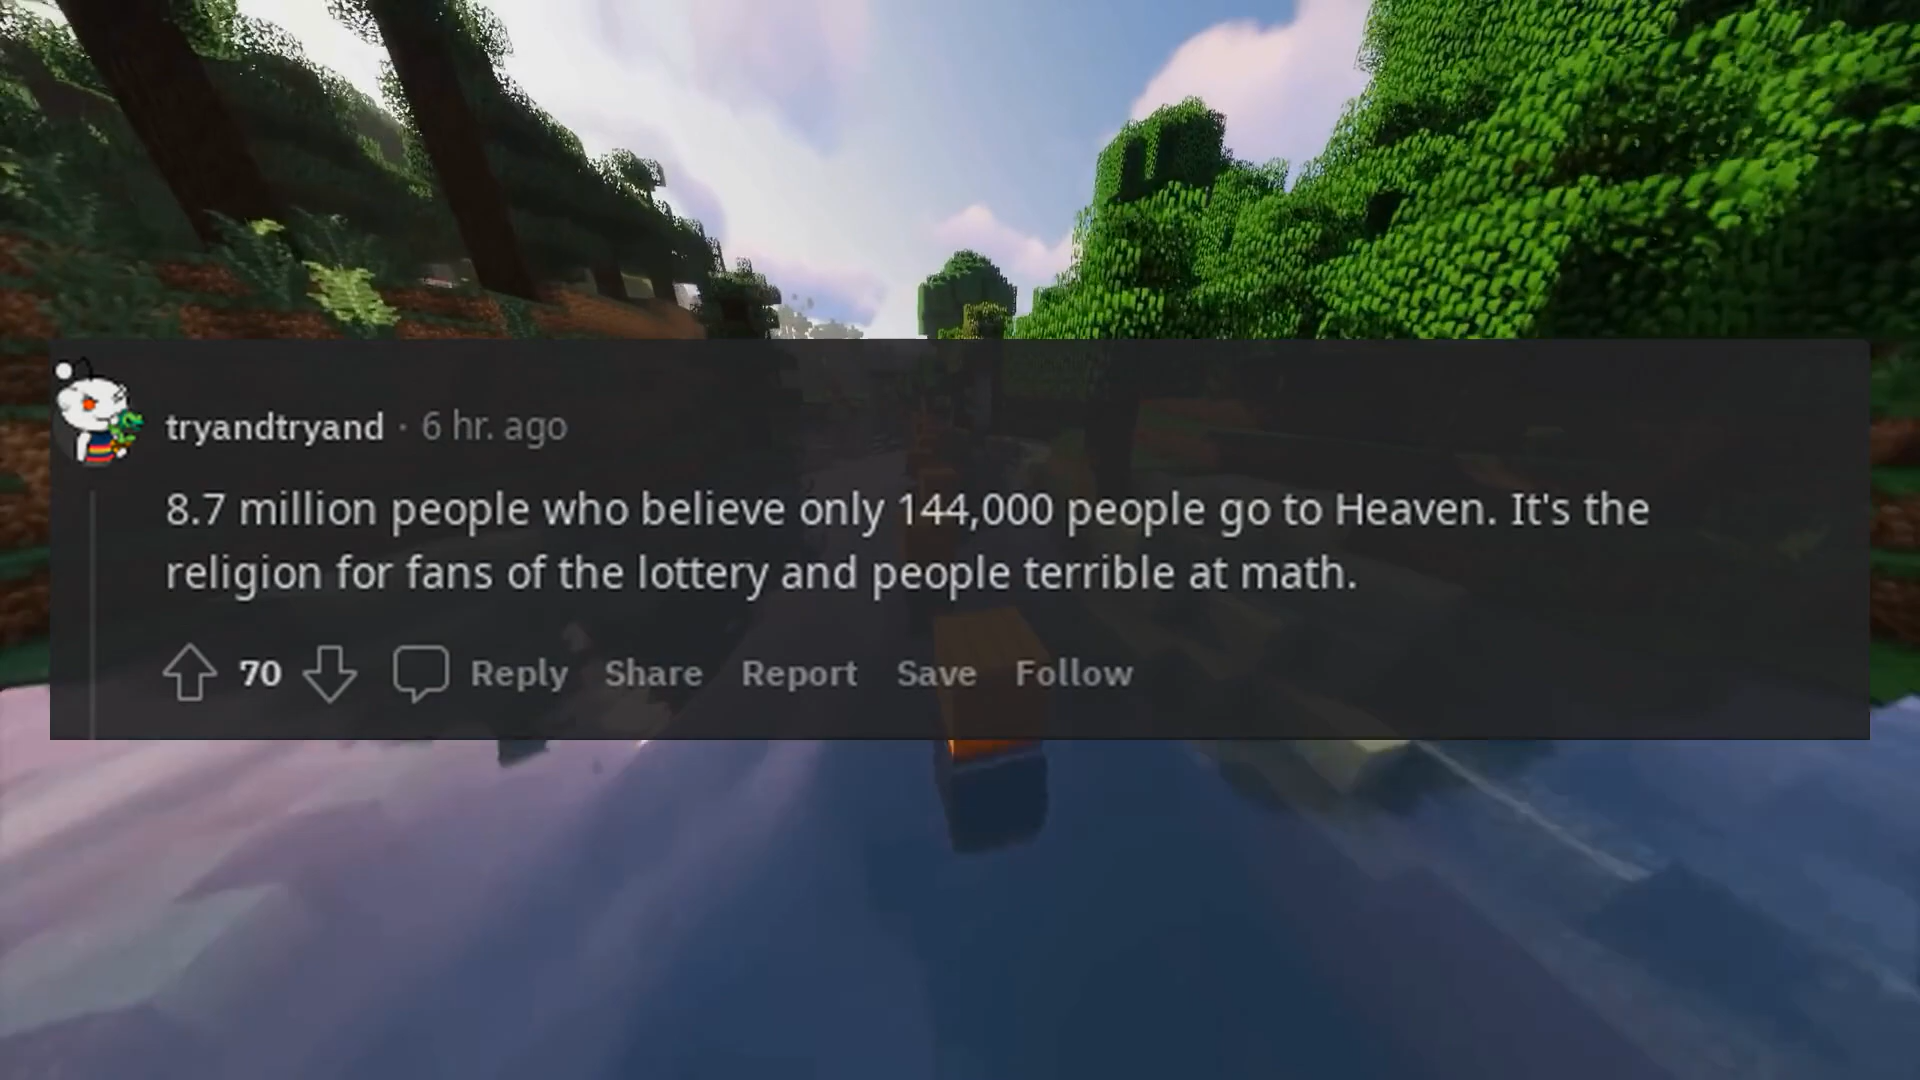 tryandtryand · 6 hr. ago
8.7 million people who believe only 144,000 people go to Heaven. It's the
religion for fans of the lottery and people terrible at math.
70 Reply Share Report Save Follow